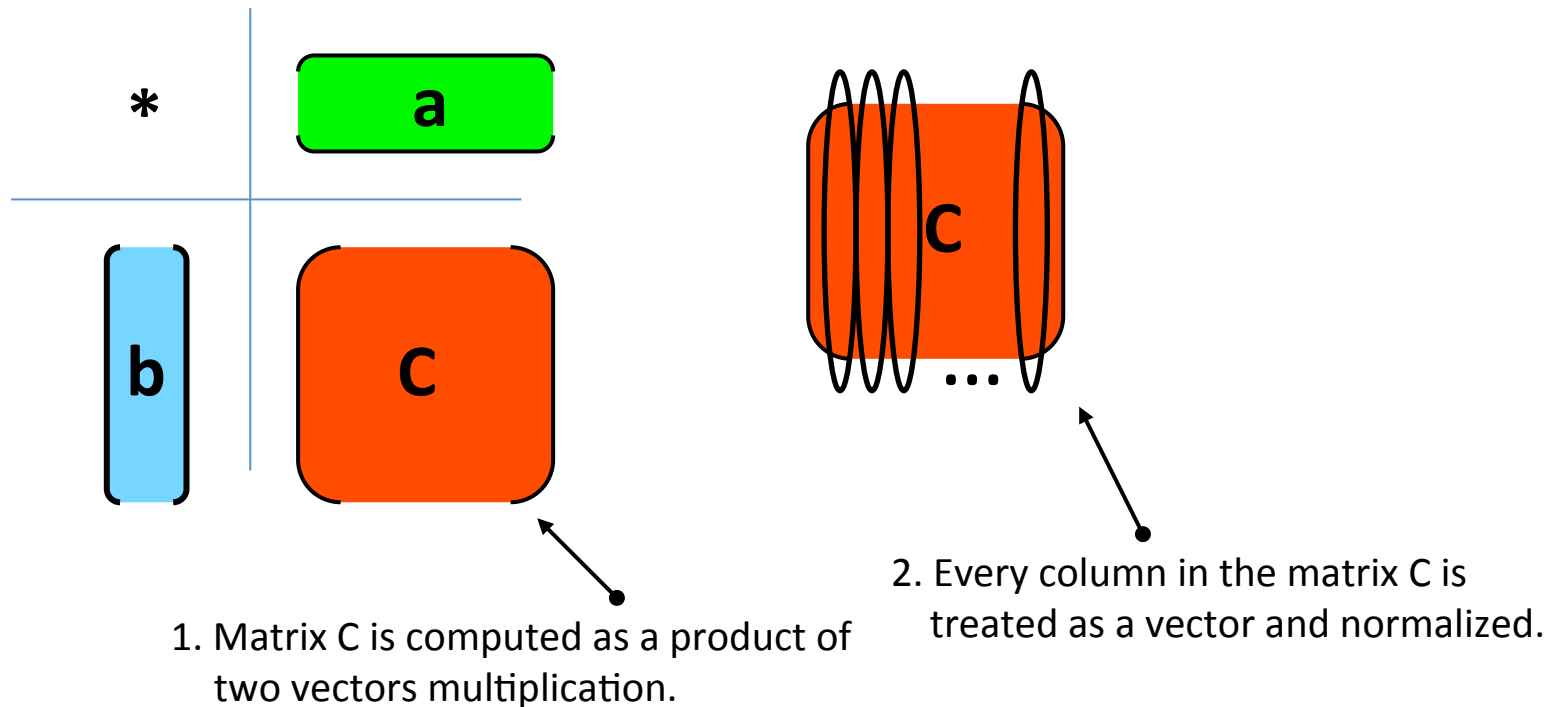 *
a
b
C
C
...
1. Matrix C is computed as a product of
two vectors multiplication.
2. Every column in the matrix C is
treated as a vector and normalized.